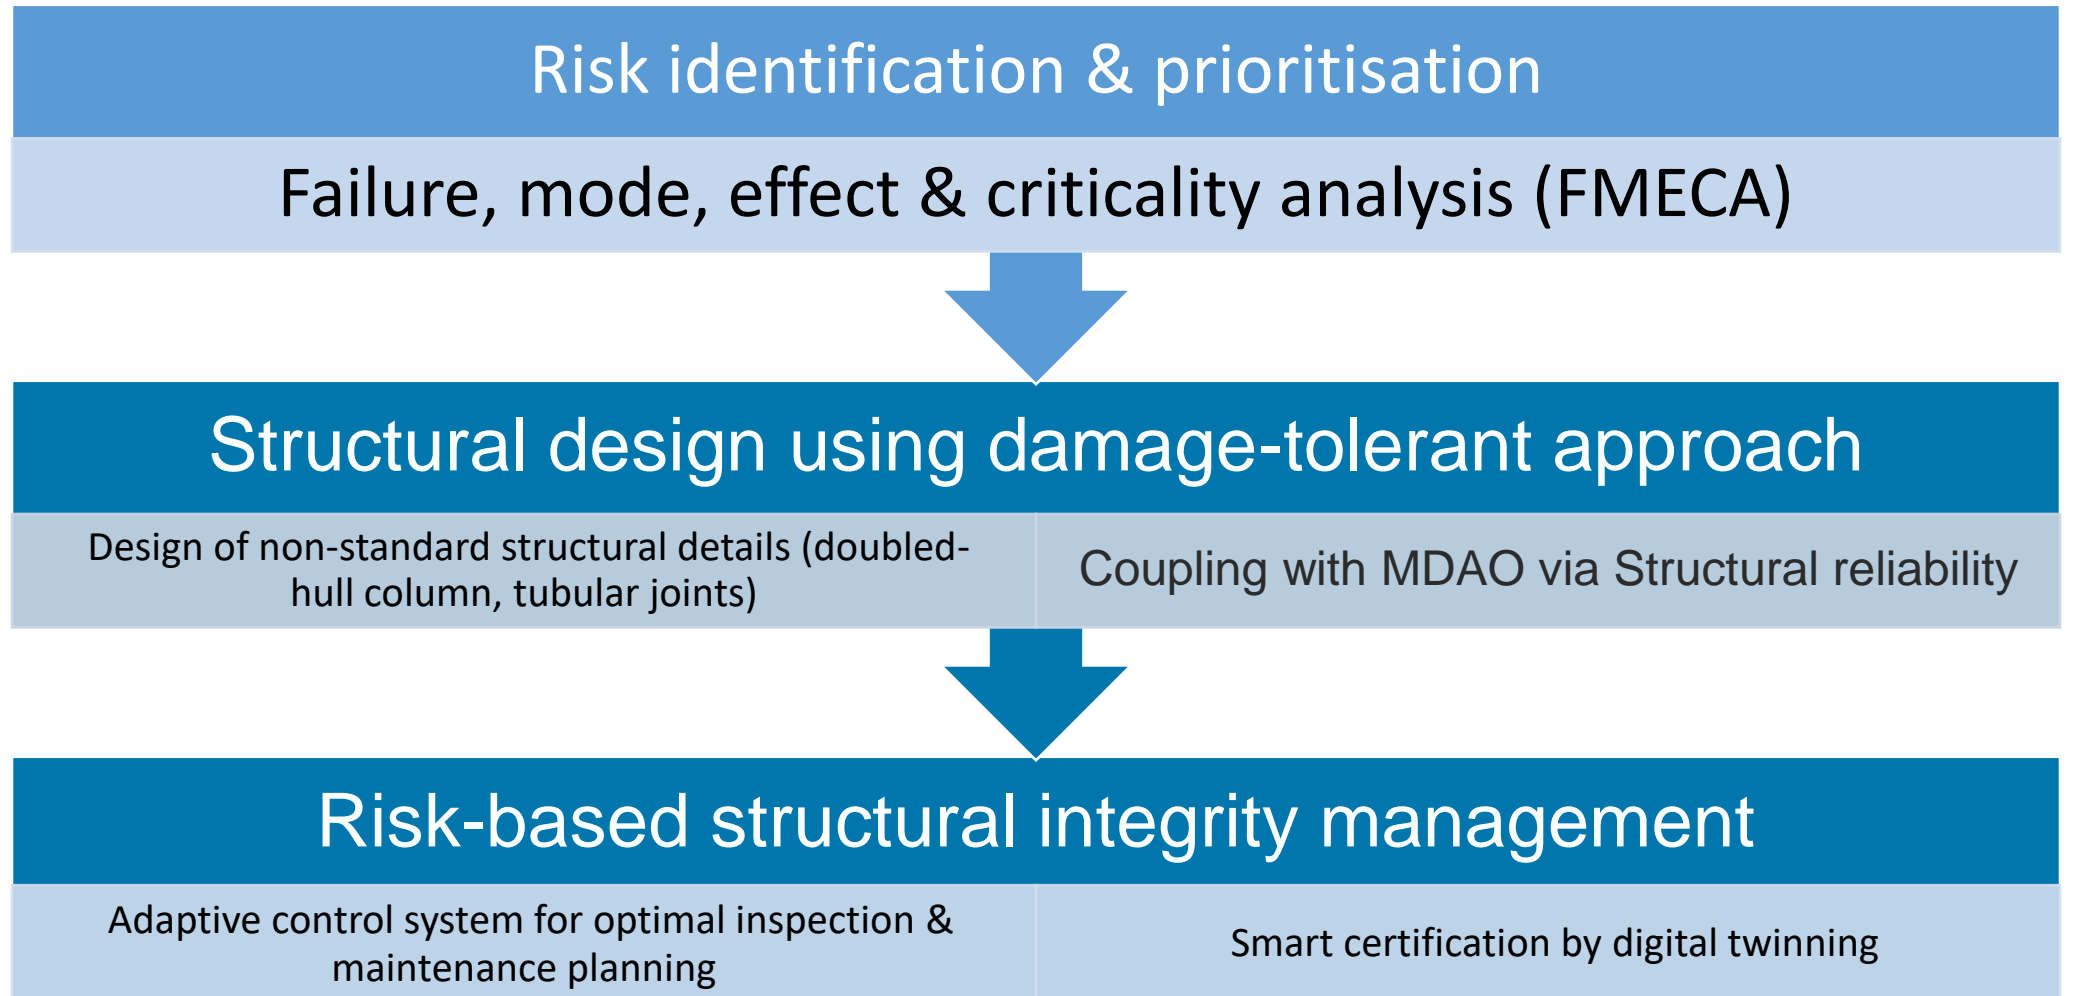 Risk identification & prioritisation
Failure, mode, effect & criticality analysis (FMECA)
Structural design using damage-tolerant approach
Design of non-standard structural details (doubled-
hull column, tubular joints)
Coupling with MDAO via Structural reliability
Risk-based structural integrity management
Adaptive control system for optimal inspection &
maintenance planning
Smart certification by digital twinning